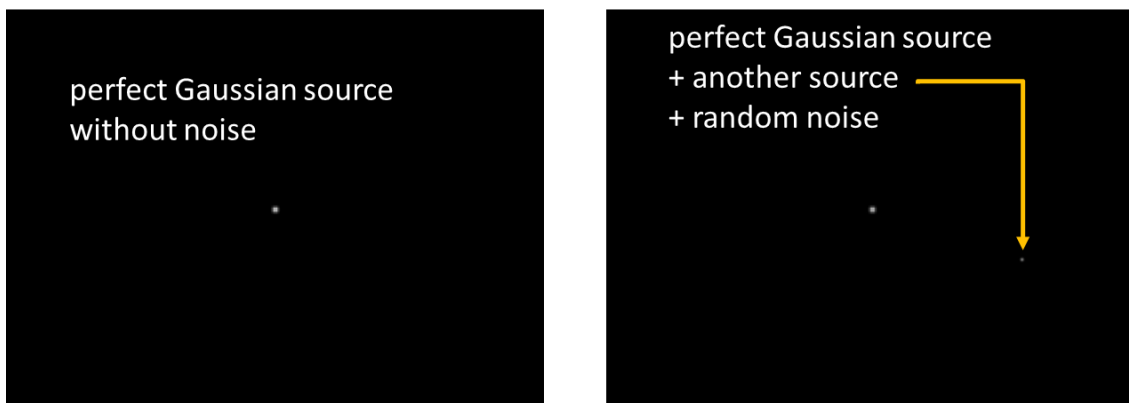 perfect Gaussian source
without noise
perfect Gaussian source
+ another source
+ random noise